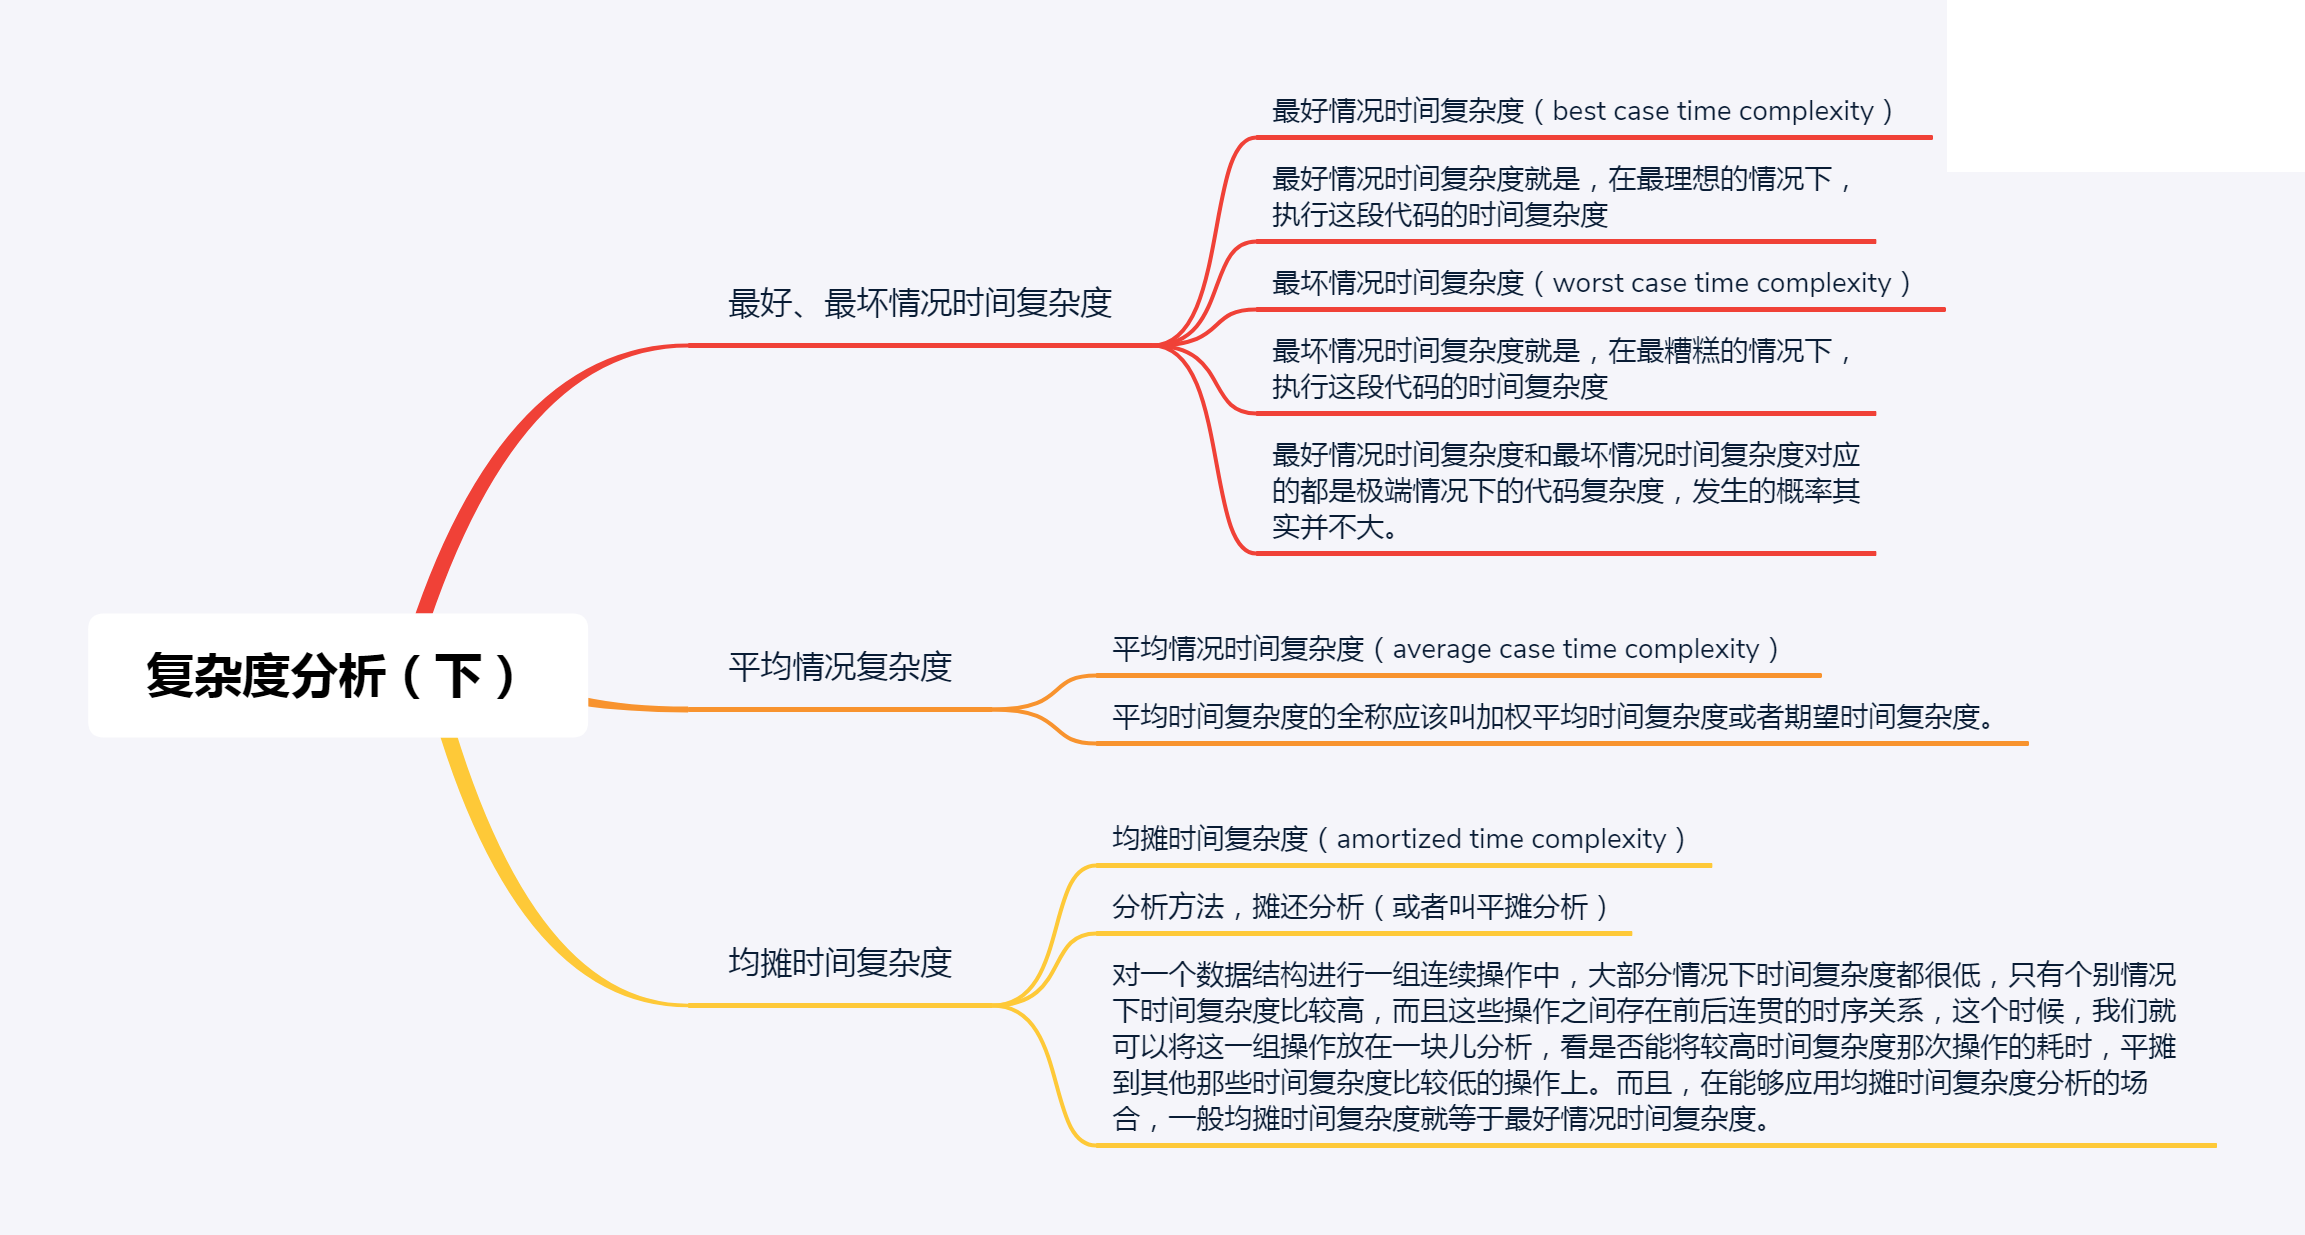 复杂度分析（下）
最好、最坏情况时间复杂度
最好情况时间复杂度（best case time complexity）
最好情况时间复杂度就是，在最理想的情况下，
执行这段代码的时间复杂度
最坏情况时间复杂度（worst case time complexity）
最坏情况时间复杂度就是，在最糟糕的情况下，
执行这段代码的时间复杂度
最好情况时间复杂度和最坏情况时间复杂度对应
的都是极端情况下的代码复杂度，发生的概率其
实并不大。
平均情况复杂度
平均情况时间复杂度（average case time complexity）
平均时间复杂度的全称应该叫加权平均时间复杂度或者期望时间复杂度。
均摊时间复杂度
均摊时间复杂度（amortized time complexity）
分析方法，摊还分析（或者叫平摊分析）
对一个数据结构进行一组连续操作中，大部分情况下时间复杂度都很低，只有个别情况
下时间复杂度比较高，而且这些操作之间存在前后连贯的时序关系，这个时候，我们就
可以将这一组操作放在一块儿分析，看是否能将较高时间复杂度那次操作的耗时，平摊
到其他那些时间复杂度比较低的操作上。而且，在能够应用均摊时间复杂度分析的场
合，一般均摊时间复杂度就等于最好情况时间复杂度。